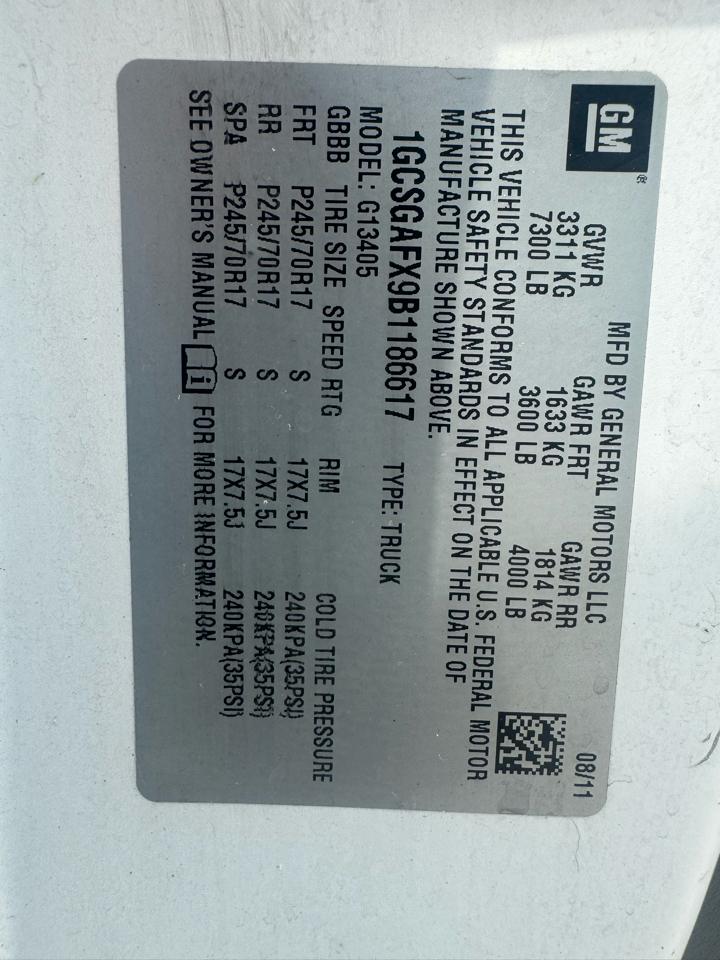 GM®
MFD BY GENERAL MOTORS LLC 08/11
GVWR GAWR FRT GAWR RR
3311 KG 1633 KG 1814 KG
7300 LB 3600 LB 4000 LB
THIS VEHICLE CONFORMS TO ALL APPLICABLE U.S. FEDERAL MOTOR
VEHICLE SAFETY STANDARDS IN EFFECT ON THE DATE OF
MANUFACTURE SHOWN ABOVE.
1GCSGAFX9B1186617 TYPE: TRUCK
MODEL: G13405
GBBB TIRE SIZE SPEED RTG RIM COLD TIRE PRESSURE
FRT P245/70R17 S 17X7.5J 240KPA(35PSI)
RR P245/70R17 S 17X7.5J 240KPA(35PSI)
SPA P245/70R17 S 17X7.5J 240KPA(35PSI)
SEE OWNER'S MANUAL i FOR MORE INFORMATION.